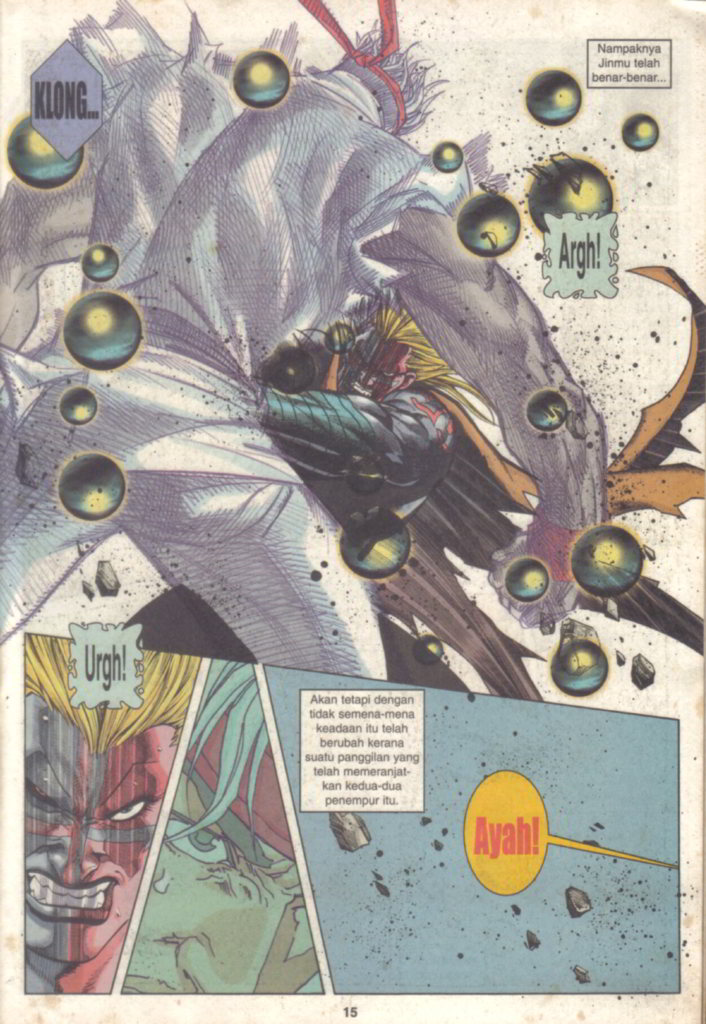 KLONG...
Nampaknya
Jinmu telah
benar-benar...
Argh!
Urgh!
Akan tetapi dengan
tidak semena-mena
keadaan itu telah
berubah kerana
suatu panggilan yang
telah memeranjat-
kan kedua-dua
penempur itu.
Ayah!
15